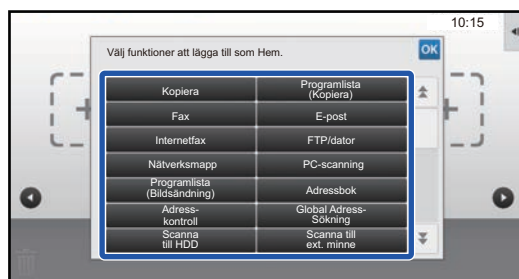 10:15
Välj funktioner att lägga till som Hem.
OK
Kopiera
Programlista
(Kopiera)
Fax
E-post
Internetfax
FTP/dator
Nätverksmapp
PC-scanning
Programlista
(Bildsändning)
Adressbok
Adress-
kontroll
Global Adress-
Sökning
Scanna
till HDD
Scanna till
ext. minne